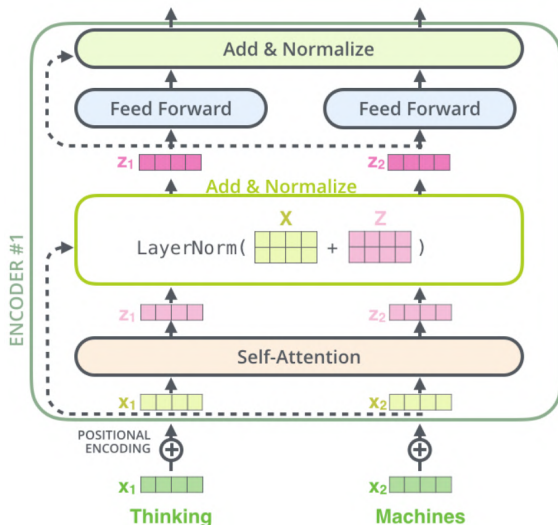 Add & Normalize
Feed Forward Feed Forward
z1 z2
Add & Normalize
X Z
LayerNorm( + )
ENCODER #1
z1 z2
Self-Attention
x1 x2
POSITIONAL
ENCODING
x1 x2
Thinking Machines